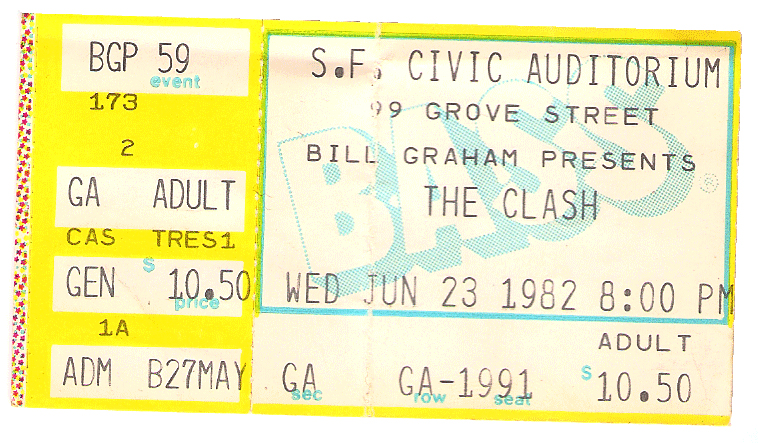 BGP 59
event
173
2
GA ADULT
CAS TRES1
GEN $ 10.50
price
1A
ADM B27MAY
BASS ®
S.F. CIVIC AUDITORIUM
99 GROVE STREET
BILL GRAHAM PRESENTS
THE CLASH
WED JUN 23 1982 8:00 PM
ADULT
GA GA-1991 $10.50
sec row seat